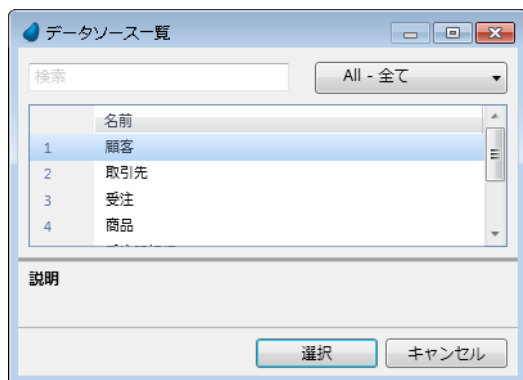 データソース一覧
検索
All - 全て
名前
1 顧客
2 取引先
3 受注
4 商品
説明
選択 キャンセル